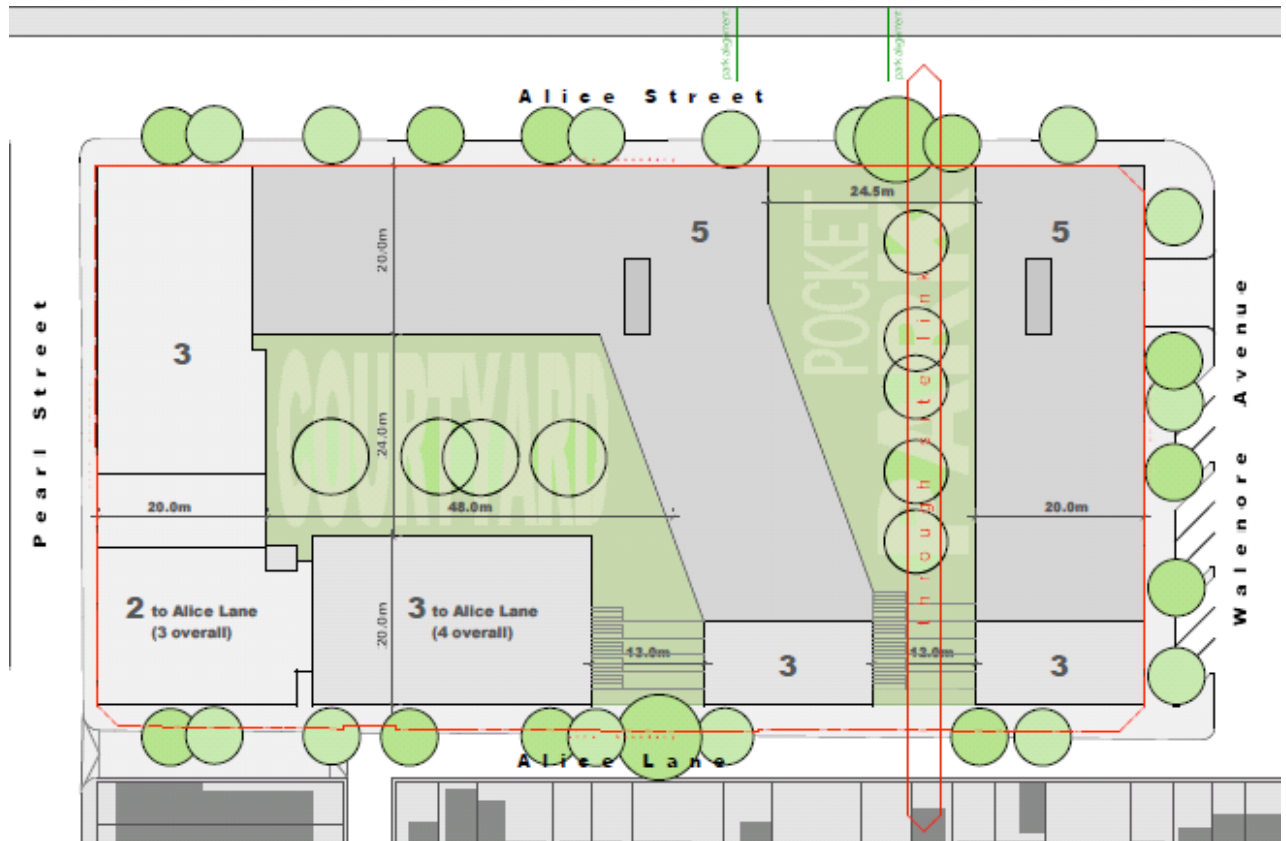 park alignment
park alignment
Alice Street
24.5m
POCKET
PARK
5
5
20.0m
3
through site link
COURTYARD
24.0m
Pearl Street
Walenore Avenue
20.0m
48.0m
20.0m
2 to Alice Lane
(3 overall)
3 to Alice Lane
(4 overall)
20.0m
13.0m
12.0m
3
3
Alice Lane